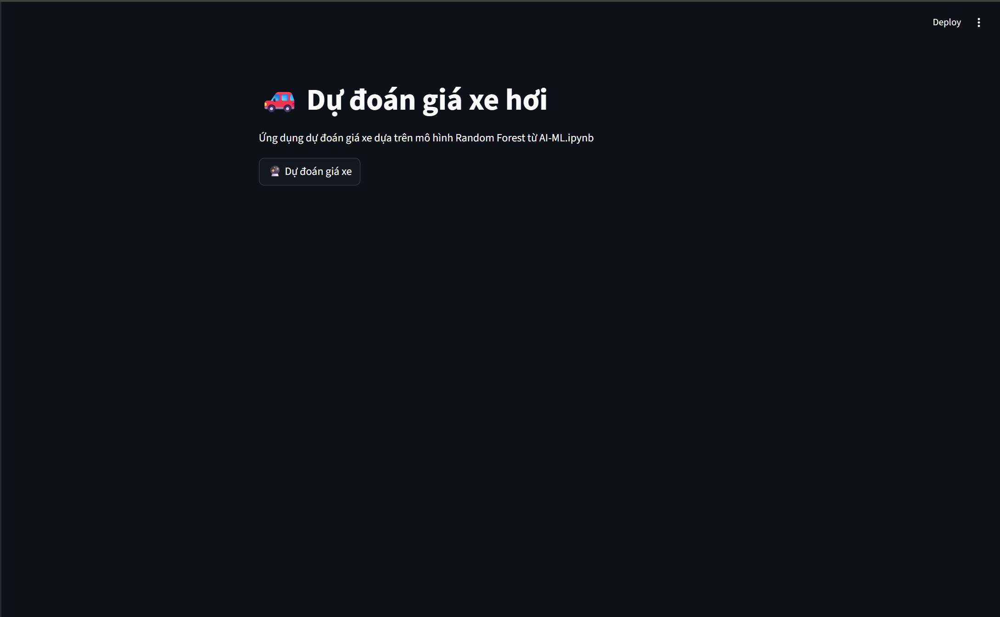 Deploy
Dự đoán giá xe hơi
Ứng dụng dự đoán giá xe dựa trên mô hình Random Forest từ AI-ML.ipynb
Dự đoán giá xe